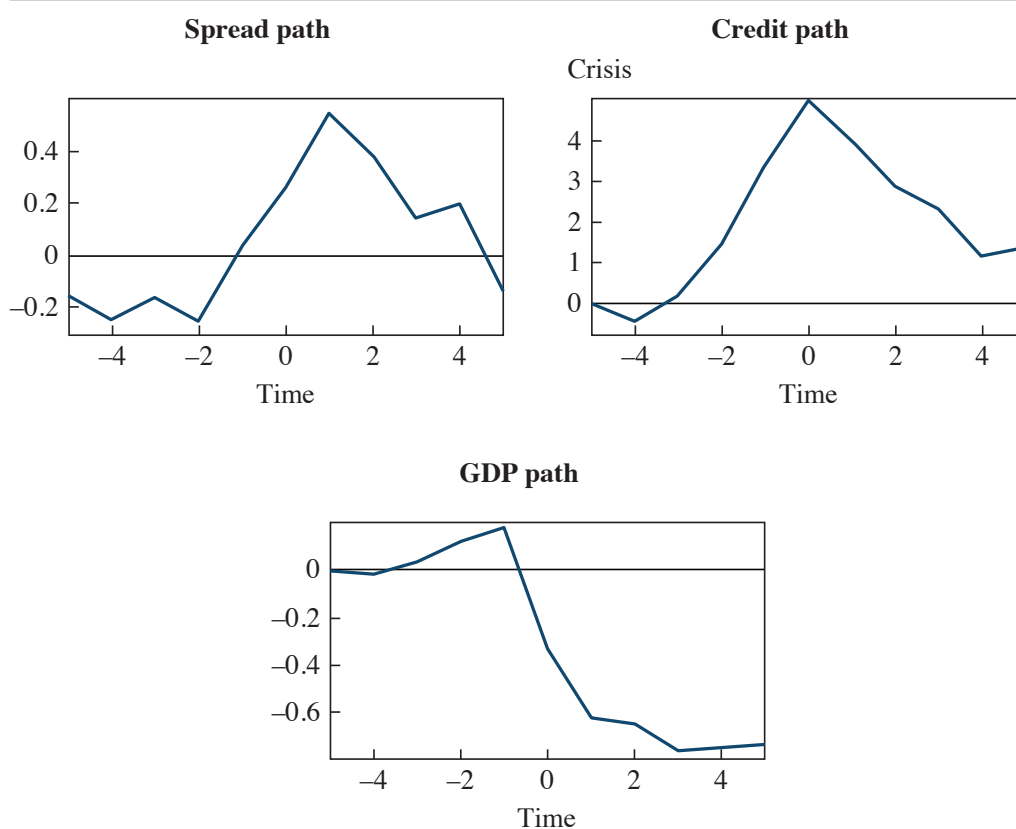 Spread path
Credit path
Crisis
0.4
0.2
0
–0.2
–4 –2 0 2 4
Time
4
3
2
1
0
–4 –2 0 2 4
Time
GDP path
0
–0.2
–0.4
–0.6
–4 –2 0 2 4
Time